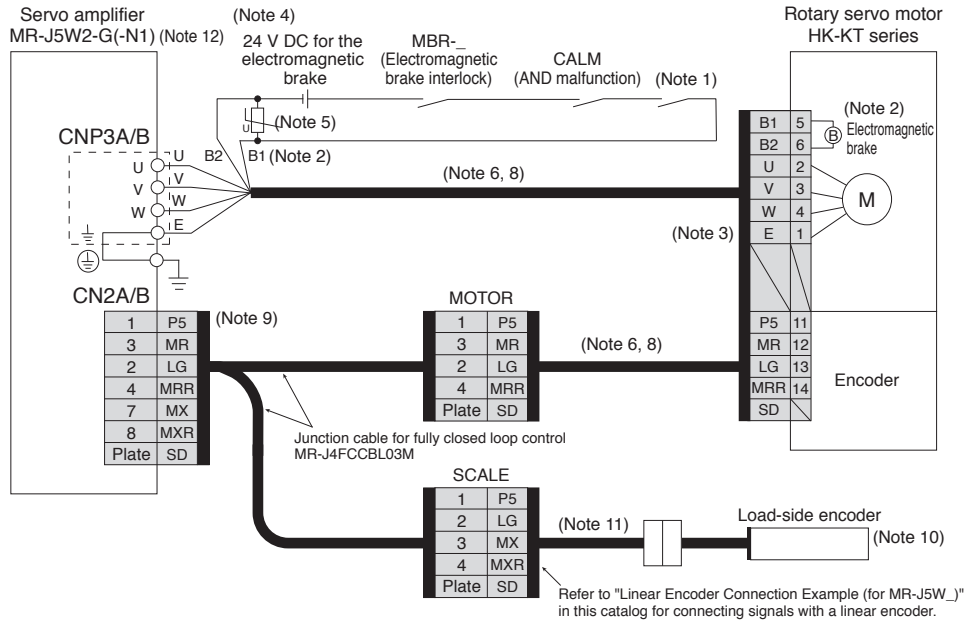 Servo amplifier
MR-J5W2-G(-N1) (Note 12)
(Note 4)
24 V DC for the
electromagnetic
brake
MBR-_
(Electromagnetic
brake interlock)
CALM
(AND malfunction)
(Note 1)
Rotary servo motor
HK-KT series
U
(Note 5)
CNP3A/B
U U
V V
W W
E
B2
B1 (Note 2)
(Note 6, 8)
(Note 3)
B1 5
B2 6
U 2
V 3
W 4
E 1
(Note 2)
B Electromagnetic
brake
M
CN2A/B
1 P5
3 MR
2 LG
4 MRR
7 MX
8 MXR
Plate SD
(Note 9)
MOTOR
1 P5
3 MR
2 LG
4 MRR
Plate SD
(Note 6, 8)
P5 11
MR 12
LG 13
MRR 14
SD
Encoder
Junction cable for fully closed loop control
MR-J4FCCBL03M
SCALE
1 P5
2 LG
3 MX
4 MXR
Plate SD
(Note 11)
Load-side encoder
(Note 10)
Refer to "Linear Encoder Connection Example (for MR-J5W_)"
in this catalog for connecting signals with a linear encoder.